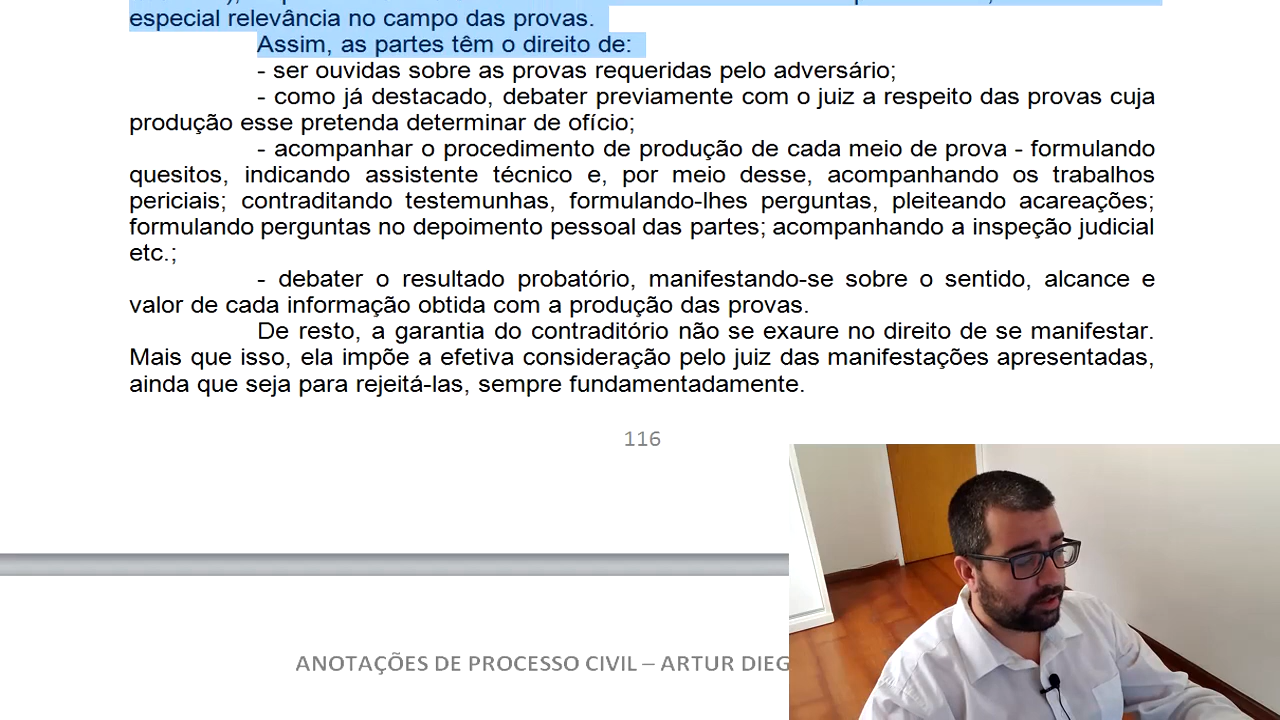 especial relevância no campo das provas.
Assim, as partes têm o direito de:
- ser ouvidas sobre as provas requeridas pelo adversário;
- como já destacado, debater previamente com o juiz a respeito das provas cuja
produção esse pretenda determinar de ofício;
- acompanhar o procedimento de produção de cada meio de prova - formulando
quesitos, indicando assistente técnico e, por meio desse, acompanhando os trabalhos
periciais; contraditando testemunhas, formulando-lhes perguntas, pleiteando acareações;
formulando perguntas no depoimento pessoal das partes; acompanhando a inspeção judicial
etc.;
- debater o resultado probatório, manifestando-se sobre o sentido, alcance e
valor de cada informação obtida com a produção das provas.
De resto, a garantia do contraditório não se exaure no direito de se manifestar.
Mais que isso, ela impõe a efetiva consideração pelo juiz das manifestações apresentadas,
ainda que seja para rejeitá-las, sempre fundamentadamente.
116
ANOTAÇÕES DE PROCESSO CIVIL – ARTUR DIEG